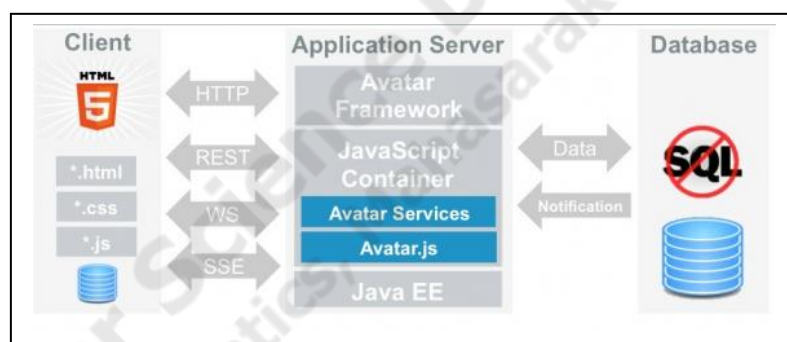 Client
Application Server
Database
HTML
5
*.html
*.css
*.js
HTTP
REST
WS
SSE
Avatar
Framework
JavaScript
Container
Avatar Services
Avatar.js
Java EE
Data
Notification
SQL